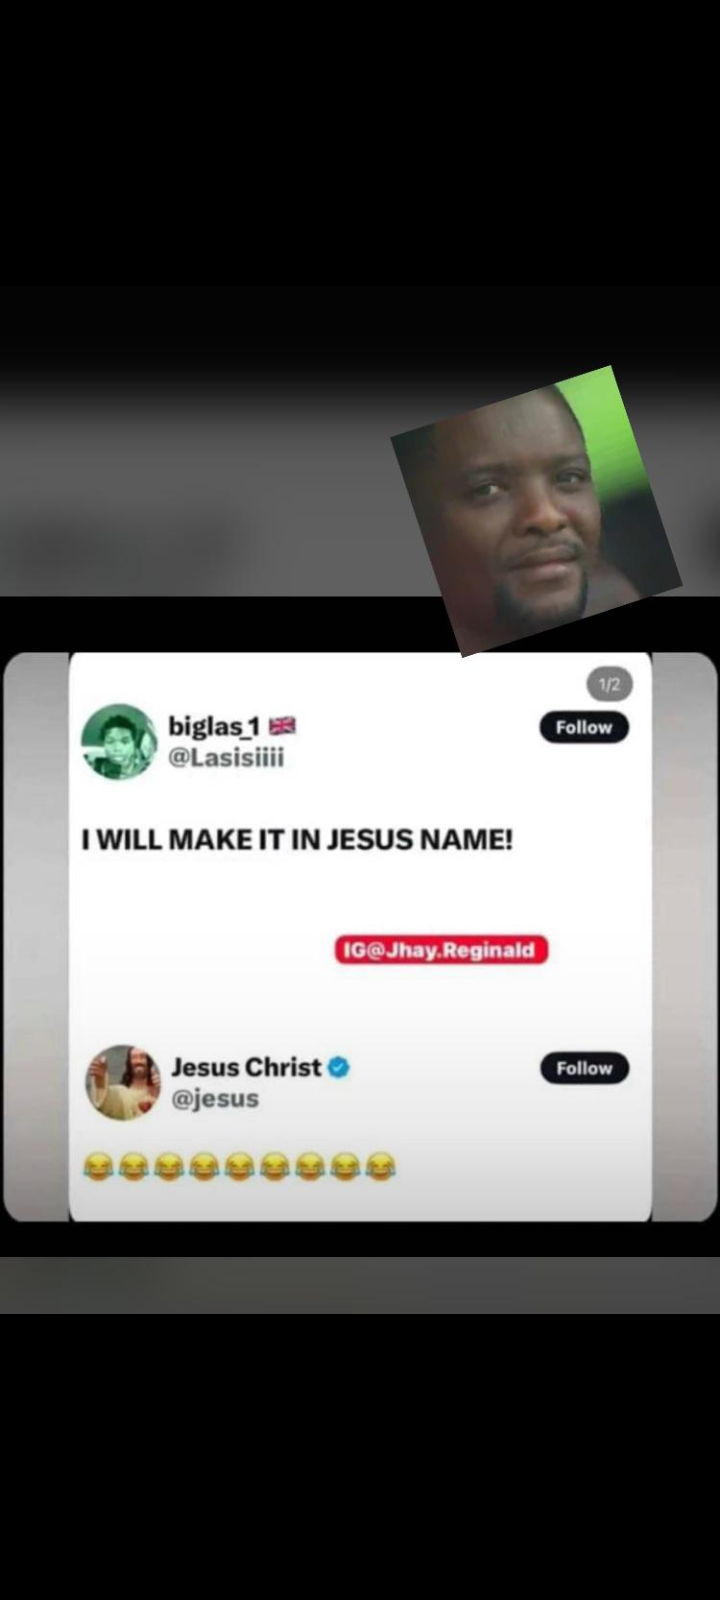 1/2
biglas_1 🇬🇧
Follow
@Lasisiiii
I WILL MAKE IT IN JESUS NAME!
IG@Jhay.Reginald
Jesus Christ
Follow
@jesus
😂😂😂😂😂😂😂😂😂